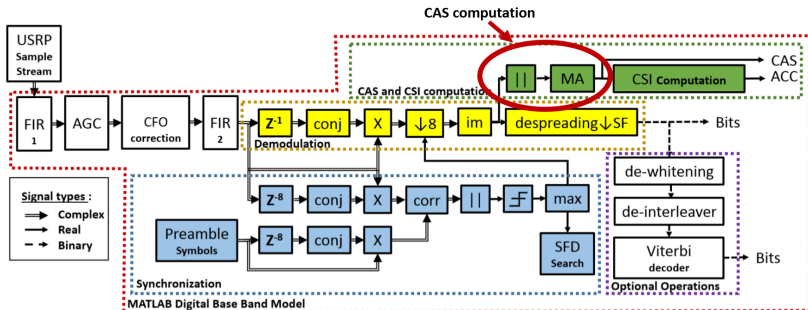 CAS computation
USRP
Sample
Stream
FIR
1
AGC
CFO
correction
FIR
2
| |
MA
CSI Computation
CAS
ACC
CAS and CSI computation
Z-1
conj
X
↓8
im
despreading↓SF
Bits
Demodulation
Signal types :
Complex
Real
Binary
Z-8
conj
X
corr
| |
max
Preamble
Symbols
Z-8
conj
X
SFD
Search
Synchronization
de-whitening
de-interleaver
Viterbi
decoder
Bits
Optional Operations
MATLAB Digital Base Band Model